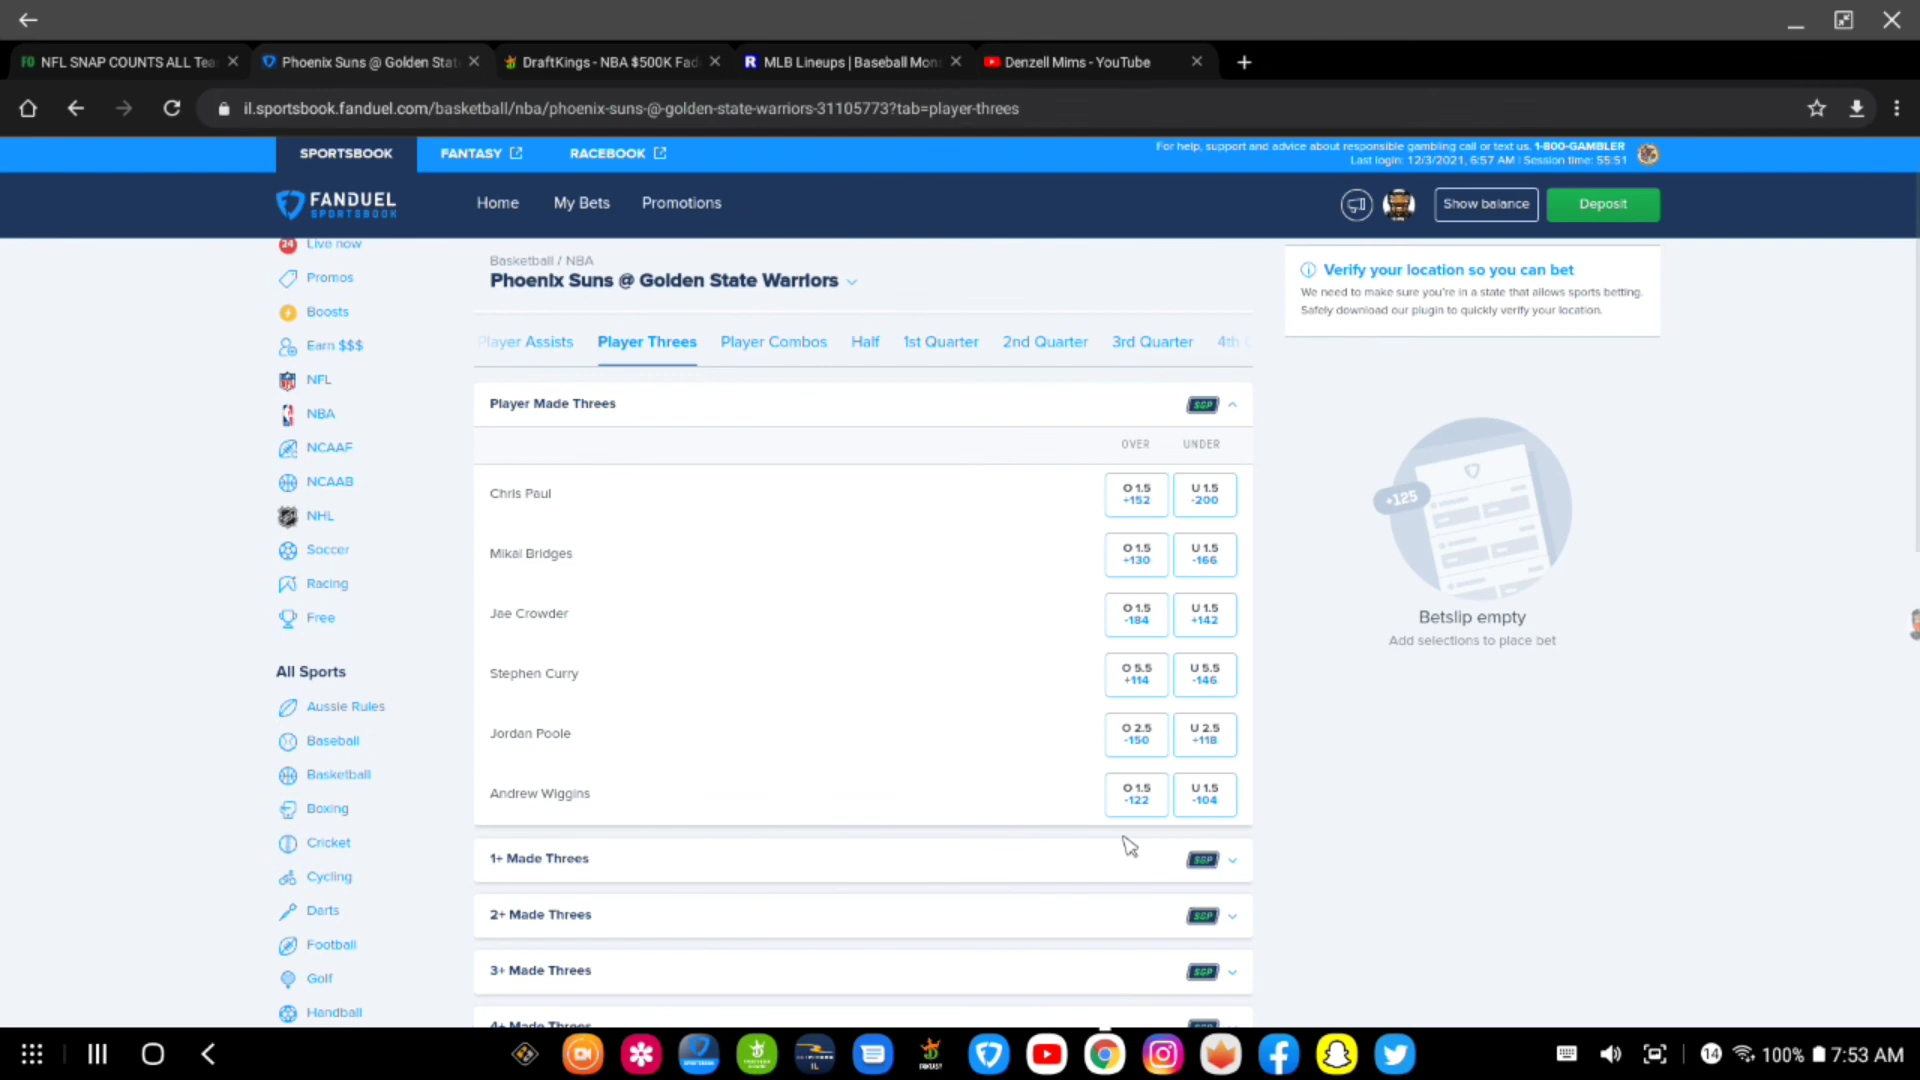 NFL SNAP COUNTS ALL Tea
Phoenix Suns @ Golden Stat
DraftKings - NBA $500K Fad
MLB Lineups | Baseball Mon
Denzell Mims - YouTube
il.sportsbook.fanduel.com/basketball/nba/phoenix-suns-@-golden-state-warriors-31105773?tab=player-threes
SPORTSBOOK
FANTASY
RACEBOOK
For help, support and advice about responsible gambling call or text us. 1-800-GAMBLER
Last login: 12/3/2021, 6:57 AM | Session time: 55:51
FANDUEL
SPORTSBOOK
Home
My Bets
Promotions
Show balance
Deposit
24 Live now
Promos
Boosts
Earn $$$
NFL
NBA
NCAAF
NCAAB
NHL
Soccer
Racing
Free
All Sports
Aussie Rules
Baseball
Basketball
Boxing
Cricket
Cycling
Darts
Football
Golf
Handball
Basketball / NBA
Phoenix Suns @ Golden State Warriors
Player Assists
Player Threes
Player Combos
Half
1st Quarter
2nd Quarter
3rd Quarter
4th
Player Made Threes
SGP
OVER
UNDER
Chris Paul
O 1.5
+152
U 1.5
-200
Mikal Bridges
O 1.5
+130
U 1.5
-166
Jae Crowder
O 1.5
-184
U 1.5
+142
Stephen Curry
O 5.5
+114
U 5.5
-146
Jordan Poole
O 2.5
-150
U 2.5
+118
Andrew Wiggins
O 1.5
-122
U 1.5
-104
1+ Made Threes
SGP
2+ Made Threes
SGP
3+ Made Threes
SGP
4+ Made Threes
Verify your location so you can bet
We need to make sure you're in a state that allows sports betting.
Safely download our plugin to quickly verify your location.
+125
Betslip empty
Add selections to place bet
14
100%
7:53 AM